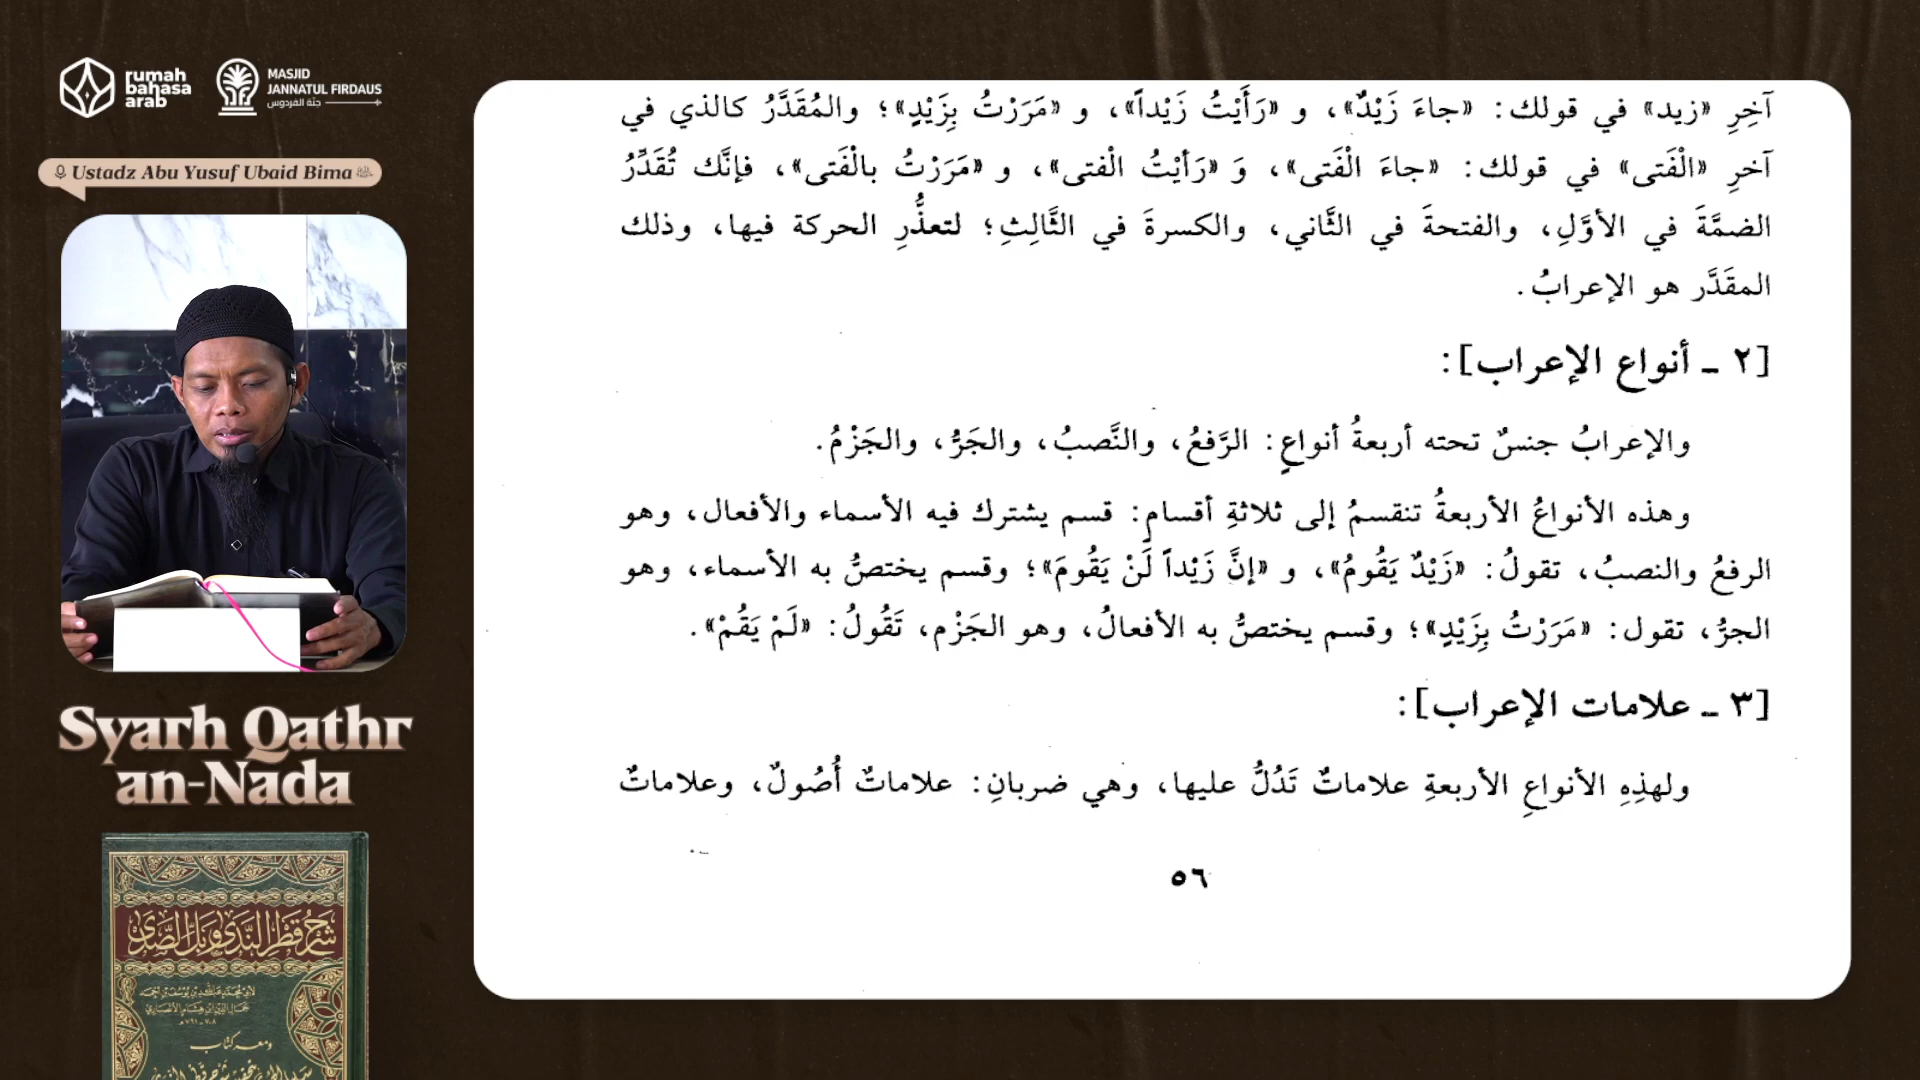 rumah
bahasa
arab
MASJID
JANNATUL FIRDAUS
جنة الفردوس
Ustadz Abu Yusuf Ubaid Bima
Syarh Qathr
an-Nada
شرح قطر الندى وبل الصدى
ومعه كتاب
آخِرِ «زيد» في قولك: «جاءَ زَيْدٌ»، و «رَأَيْتُ زَيْداً»، و «مَرَرْتُ بِزَيْدٍ»؛ والمُقَدَّرُ كالذي في
آخرِ «الْفَتى» في قولك: «جاءَ الْفَتى»، وَ «رَأيْتُ الْفتى»، و «مَرَرْتُ بالْفَتى»، فإنَّك تُقَدِّرُ
الضمَّةَ في الأوَّلِ، والفتحةَ في الثَّاني، والكسرةَ في الثَّالِثِ؛ لتعذُّرِ الحركة فيها، وذلك
المقَدَّر هو الإعرابُ.
[٢ ـ أنواع الإعراب]:
والإعرابُ جنسٌ تحته أربعةُ أنواعٍ: الرَّفعُ، والنَّصبُ، والجَرُّ، والجَزْمُ.
وهذه الأنواعُ الأربعةُ تنقسمُ إلى ثلاثةِ أقسامٍ: قسم يشترك فيه الأسماء والأفعال، وهو
الرفعُ والنصبُ، تقولُ: «زَيْدٌ يَقُومُ»، و «إنَّ زَيْداً لَنْ يَقُومَ»؛ وقسم يختصُّ به الأسماء، وهو
الجرُّ، تقول: «مَرَرْتُ بِزَيْدٍ»؛ وقسم يختصُّ به الأفعالُ، وهو الجَزْم، تَقُولُ: «لَمْ يَقُمْ».
[٣ ـ علامات الإعراب]:
ولهذِهِ الأنواعِ الأربعةِ علاماتٌ تَدُلُّ عليها، وهي ضربانِ: علاماتٌ أُصُولٌ، وعلاماتٌ
٥٦